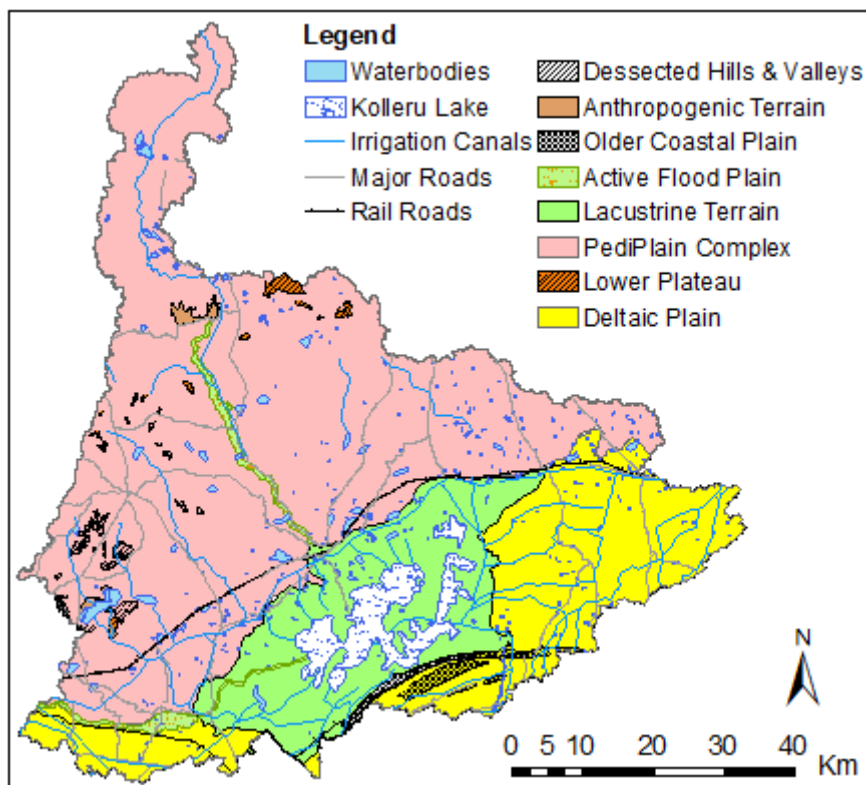 Legend
Waterbodies
Kolleru Lake
Irrigation Canals
Major Roads
Rail Roads
Dessected Hills & Valleys
Anthropogenic Terrain
Older Coastal Plain
Active Flood Plain
Lacustrine Terrain
PediPlain Complex
Lower Plateau
Deltaic Plain
N
0 5 10 20 30 40
Km